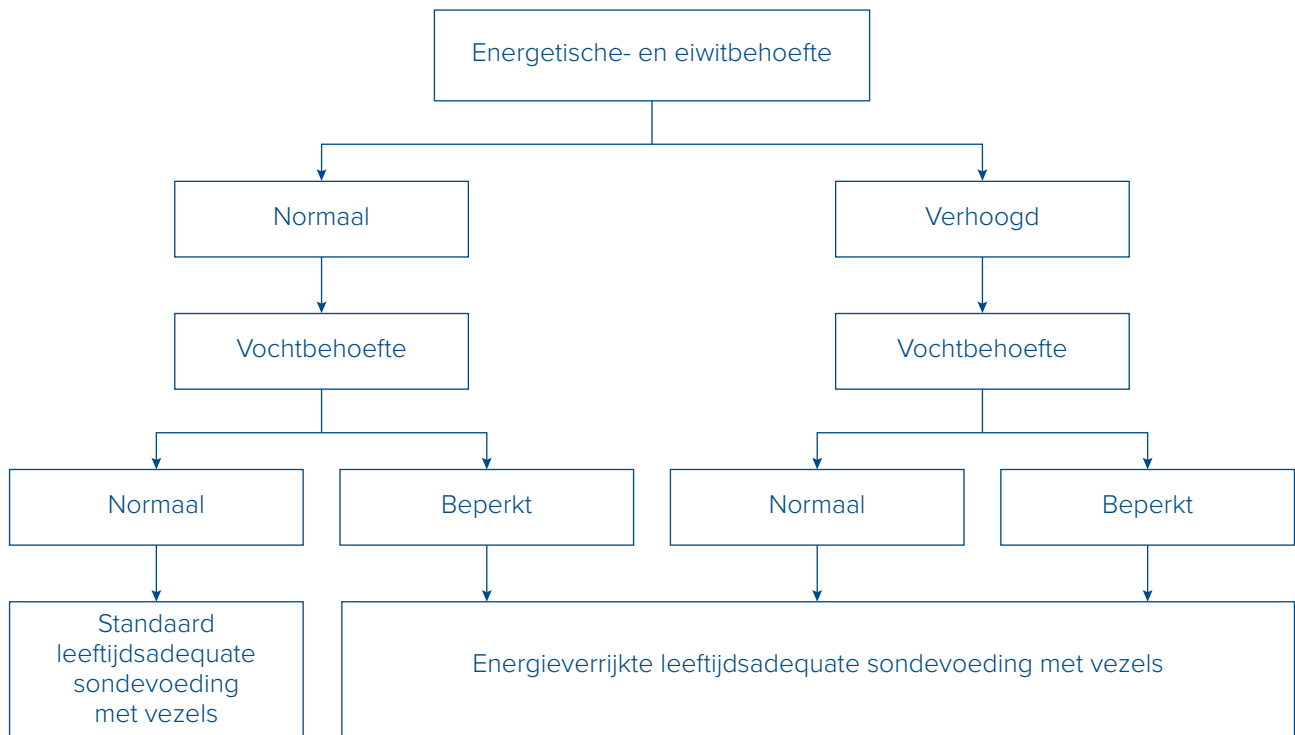 Energetische- en eiwitbehoefte
Normaal
Verhoogd
Vochtbehoefte
Vochtbehoefte
Normaal
Beperkt
Normaal
Beperkt
Standaard
leeftijdsadequate
sondevoeding
met vezels
Energieverrijkte leeftijdsadequate sondevoeding met vezels